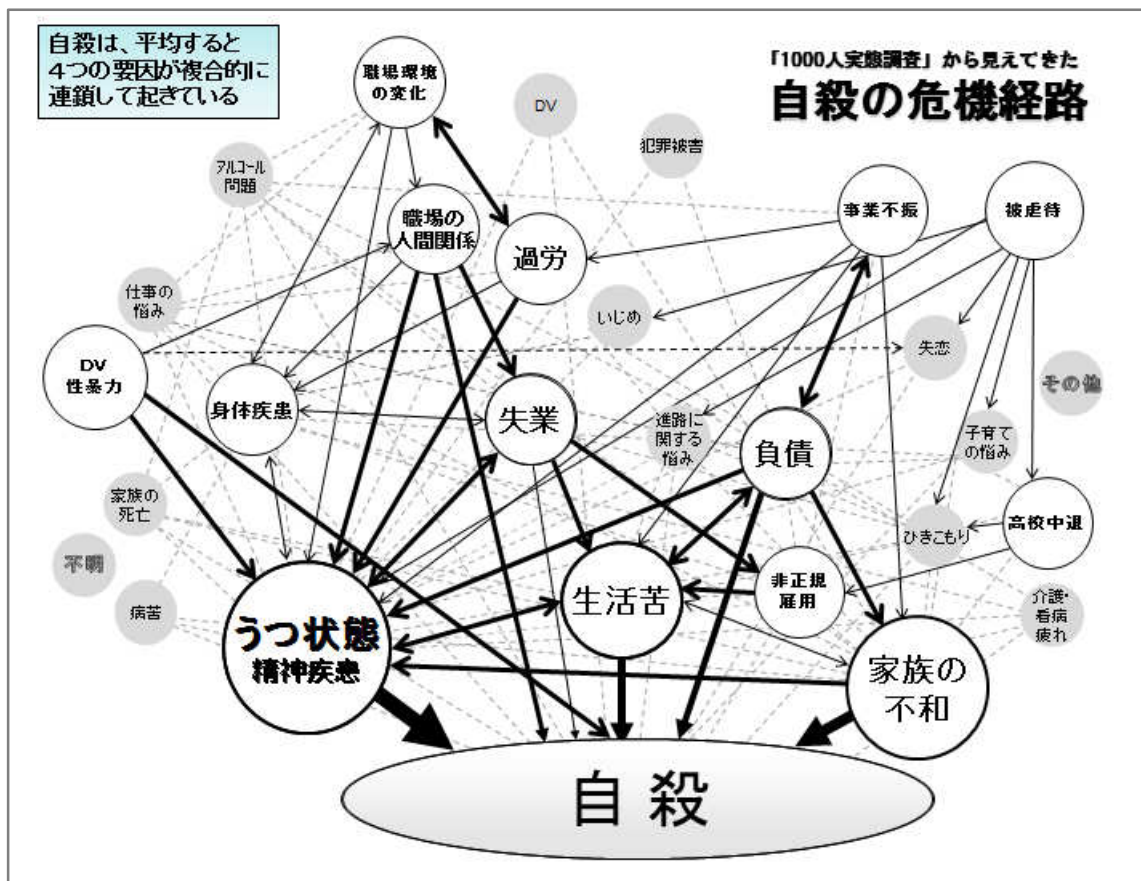 自殺は、平均すると
4つの要因が複合的に
連鎖して起きている
「1000人実態調査」から見えてきた
自殺の危機経路
職場環境
の変化
DV
犯罪被害
アルコール
問題
職場の
人間関係
過労
事業不振
被虐待
仕事の
悩み
いじめ
失恋
DV
性暴力
その他
身体疾患
失業
進路に
関する
悩み
負債
子育て
の悩み
家族の
死亡
ひきこもり
高校中退
不明
病苦
うつ状態
精神疾患
生活苦
非正規
雇用
介護・
看病
疲れ
家族の
不和
自殺